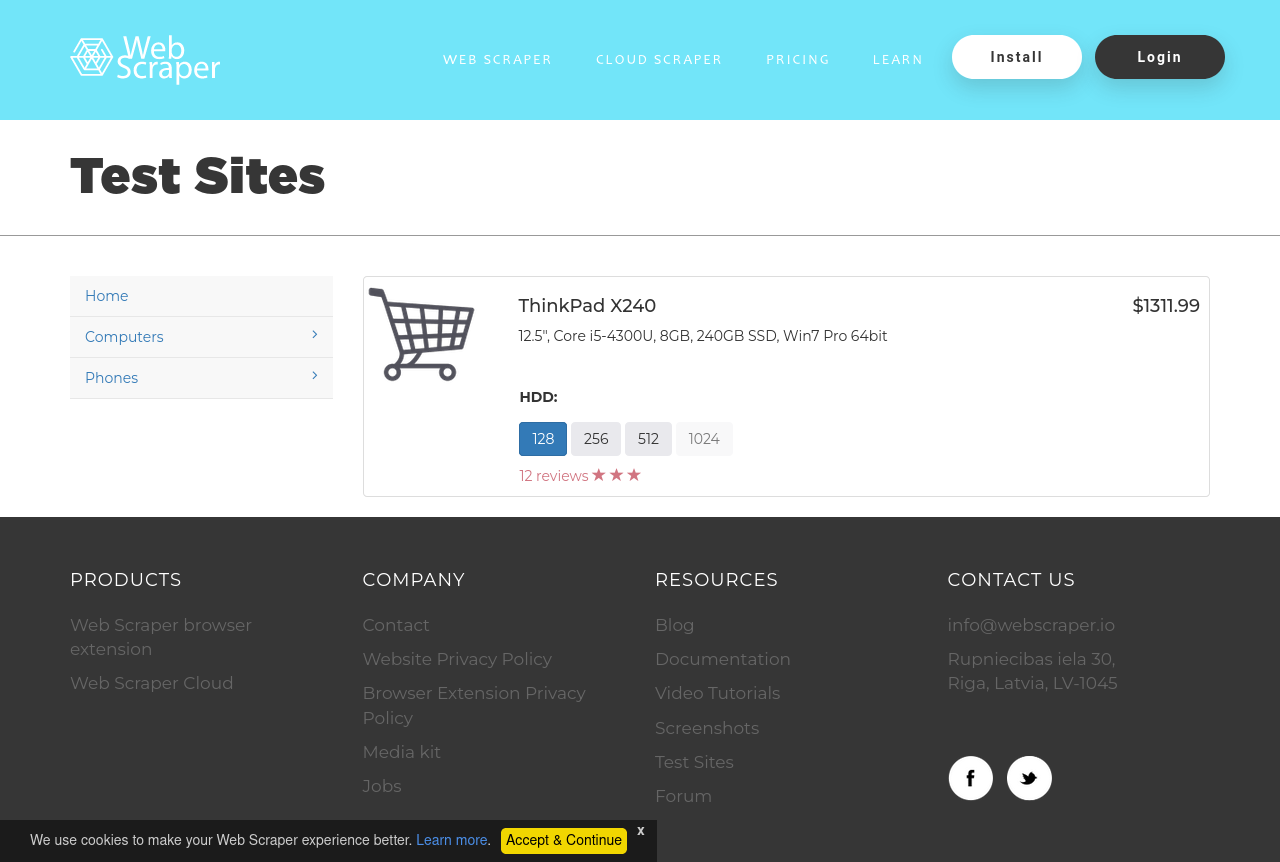 Web
Scraper
WEB SCRAPER
CLOUD SCRAPER
PRICING
LEARN
Install
Login
Test Sites
Home
Computers
Phones
ThinkPad X240
$1311.99
12.5", Core i5-4300U, 8GB, 240GB SSD, Win7 Pro 64bit
HDD:
128
256
512
1024
12 reviews
PRODUCTS
Web Scraper browser
extension
Web Scraper Cloud
COMPANY
Contact
Website Privacy Policy
Browser Extension Privacy
Policy
Media kit
Jobs
RESOURCES
Blog
Documentation
Video Tutorials
Screenshots
Test Sites
Forum
CONTACT US
info@webscraper.io
Rupniecibas iela 30,
Riga, Latvia, LV-1045
We use cookies to make your Web Scraper experience better. Learn more.
Accept & Continue
x